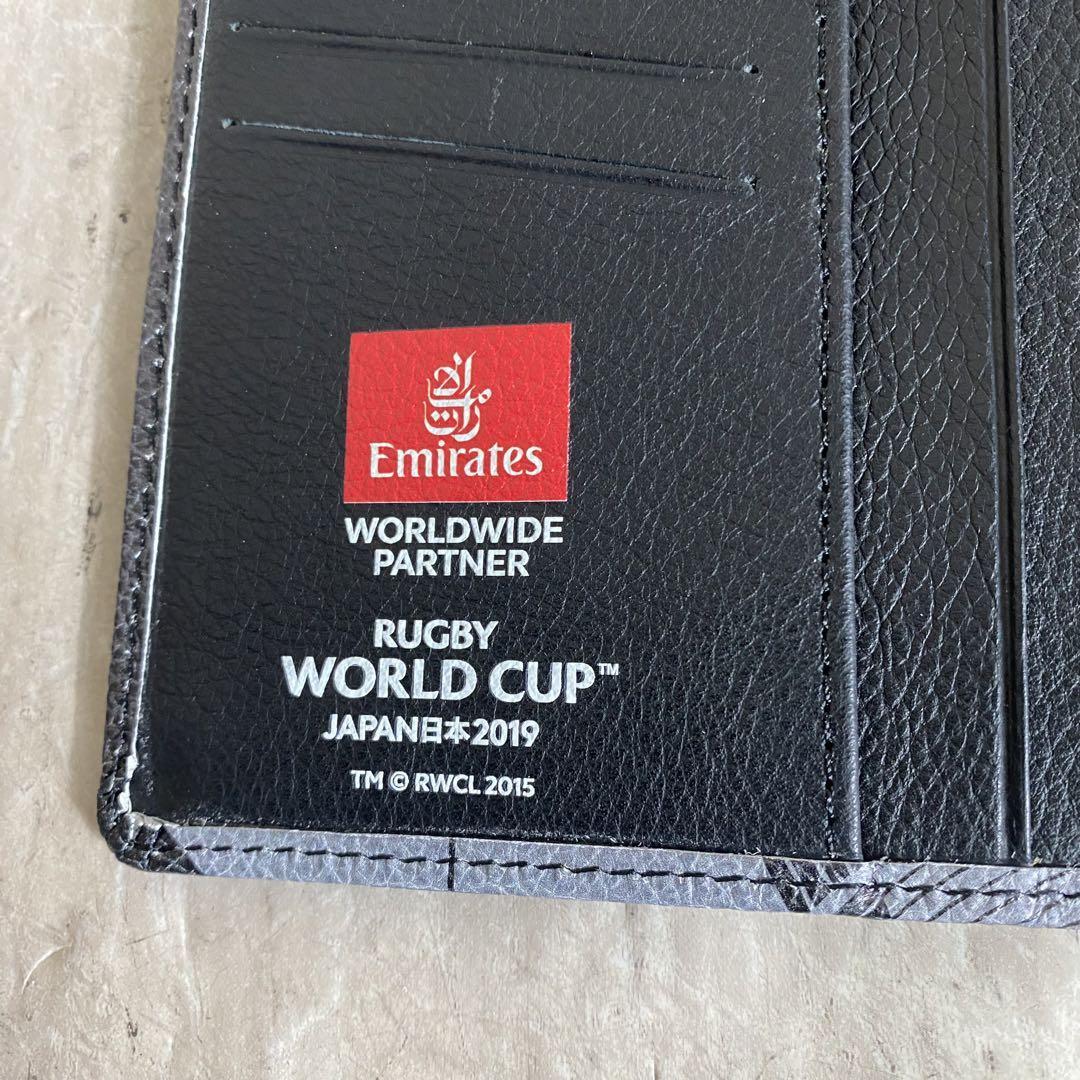 الإمارات
Emirates
WORLDWIDE
PARTNER
RUGBY
WORLD CUP™
JAPAN日本2019
TM © RWCL 2015